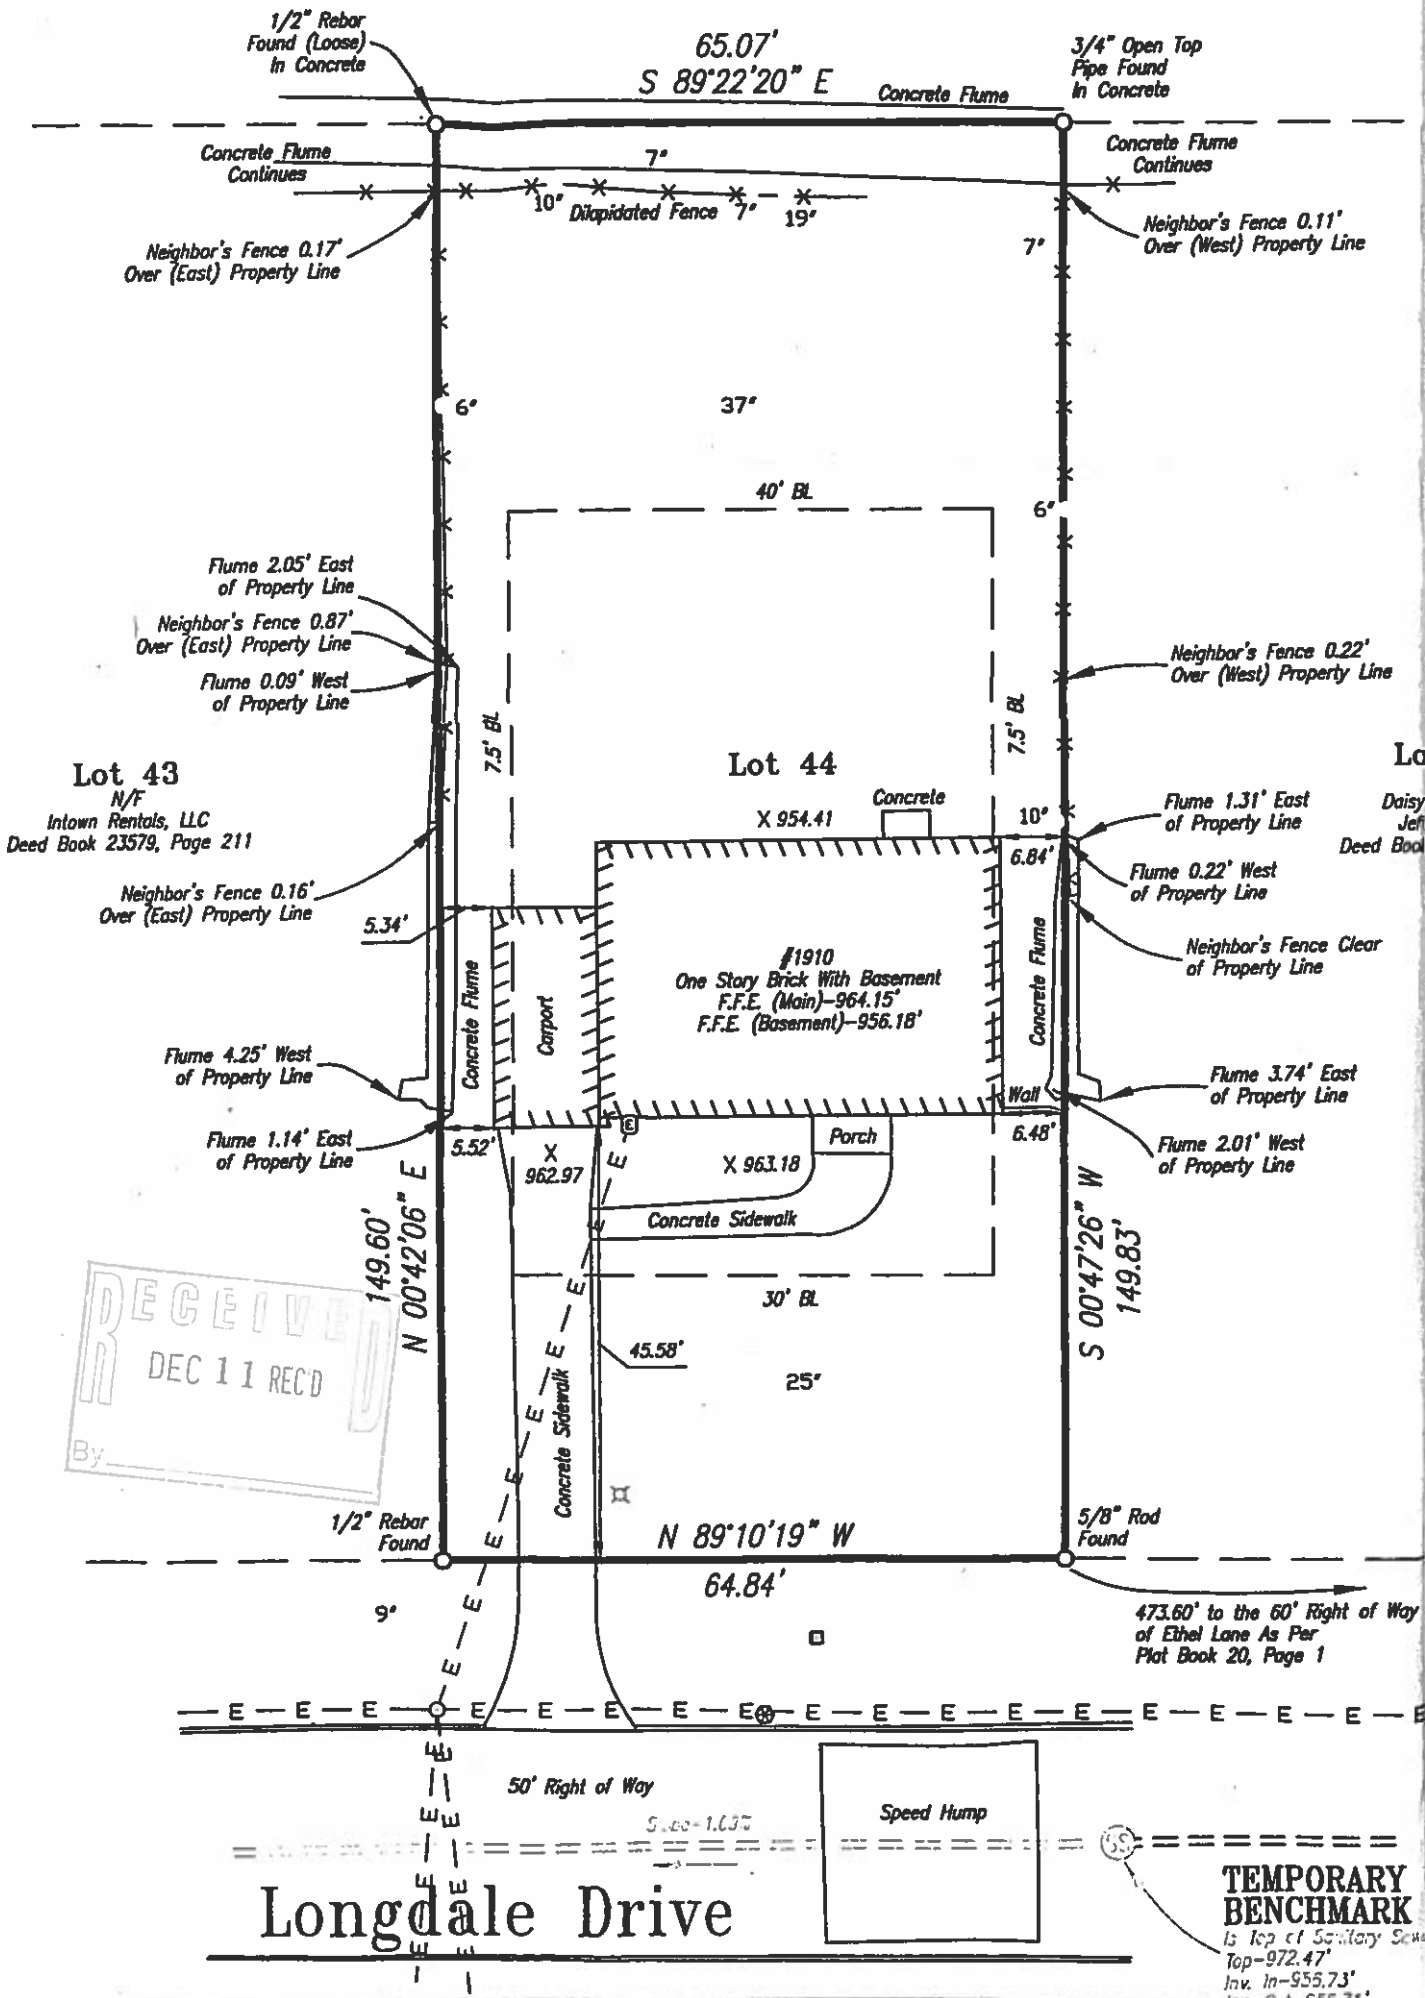 1/2" Rebar
Found (Loose)
In Concrete
65.07'
S 89°22'20" E
3/4" Open Top
Pipe Found
In Concrete
Concrete Flume
Concrete Flume
Continues
7"
Concrete Flume
Continues
10"
Dilapidated Fence
7"
19"
Neighbor's Fence 0.17'
Over (East) Property Line
Neighbor's Fence 0.11'
Over (West) Property Line
7"
6"
37"
40' BL
6"
Flume 2.05' East
of Property Line
Neighbor's Fence 0.87'
Over (East) Property Line
Flume 0.09' West
of Property Line
Neighbor's Fence 0.22'
Over (West) Property Line
7.5' BL
7.5' BL
Lot 43
N/F
Intown Rentals, LLC
Deed Book 23579, Page 211
Lot 44
X 954.41
Concrete
10"
6.84'
Flume 1.31' East
of Property Line
Daisy
Deed
Flume 0.22' West
of Property Line
Neighbor's Fence 0.16'
Over (East) Property Line
5.34'
Neighbor's Fence Clear
of Property Line
#1910
One Story Brick With Basement
F.F.E. (Main)-964.15'
F.F.E. (Basement)-956.18'
Concrete Flume
Carport
Concrete Flume
Flume 4.25' West
of Property Line
Flume 3.74' East
of Property Line
Wall
Flume 1.14' East
of Property Line
5.52'
X
962.97
E
X 963.18
Porch
6.48'
Flume 2.01' West
of Property Line
Concrete Sidewalk
149.60'
N 00°42'06" E
S 00°47'26" W
149.83'
30' BL
RECEIVED
DEC 11 REC'D
By
45.58'
25"
Concrete Sidewalk
1/2" Rebar
Found
N 89°10'19" W
64.84'
5/8" Rod
Found
9"
473.60' to the 60' Right of Way
of Ethel Lane As Per
Plat Book 20, Page 1
E E E E E E E E E E E E E E E E E E
50' Right of Way
Speed Hump
SS
Longdale Drive
TEMPORARY
BENCHMARK
Is Top of Sanitary
Top-972.47'